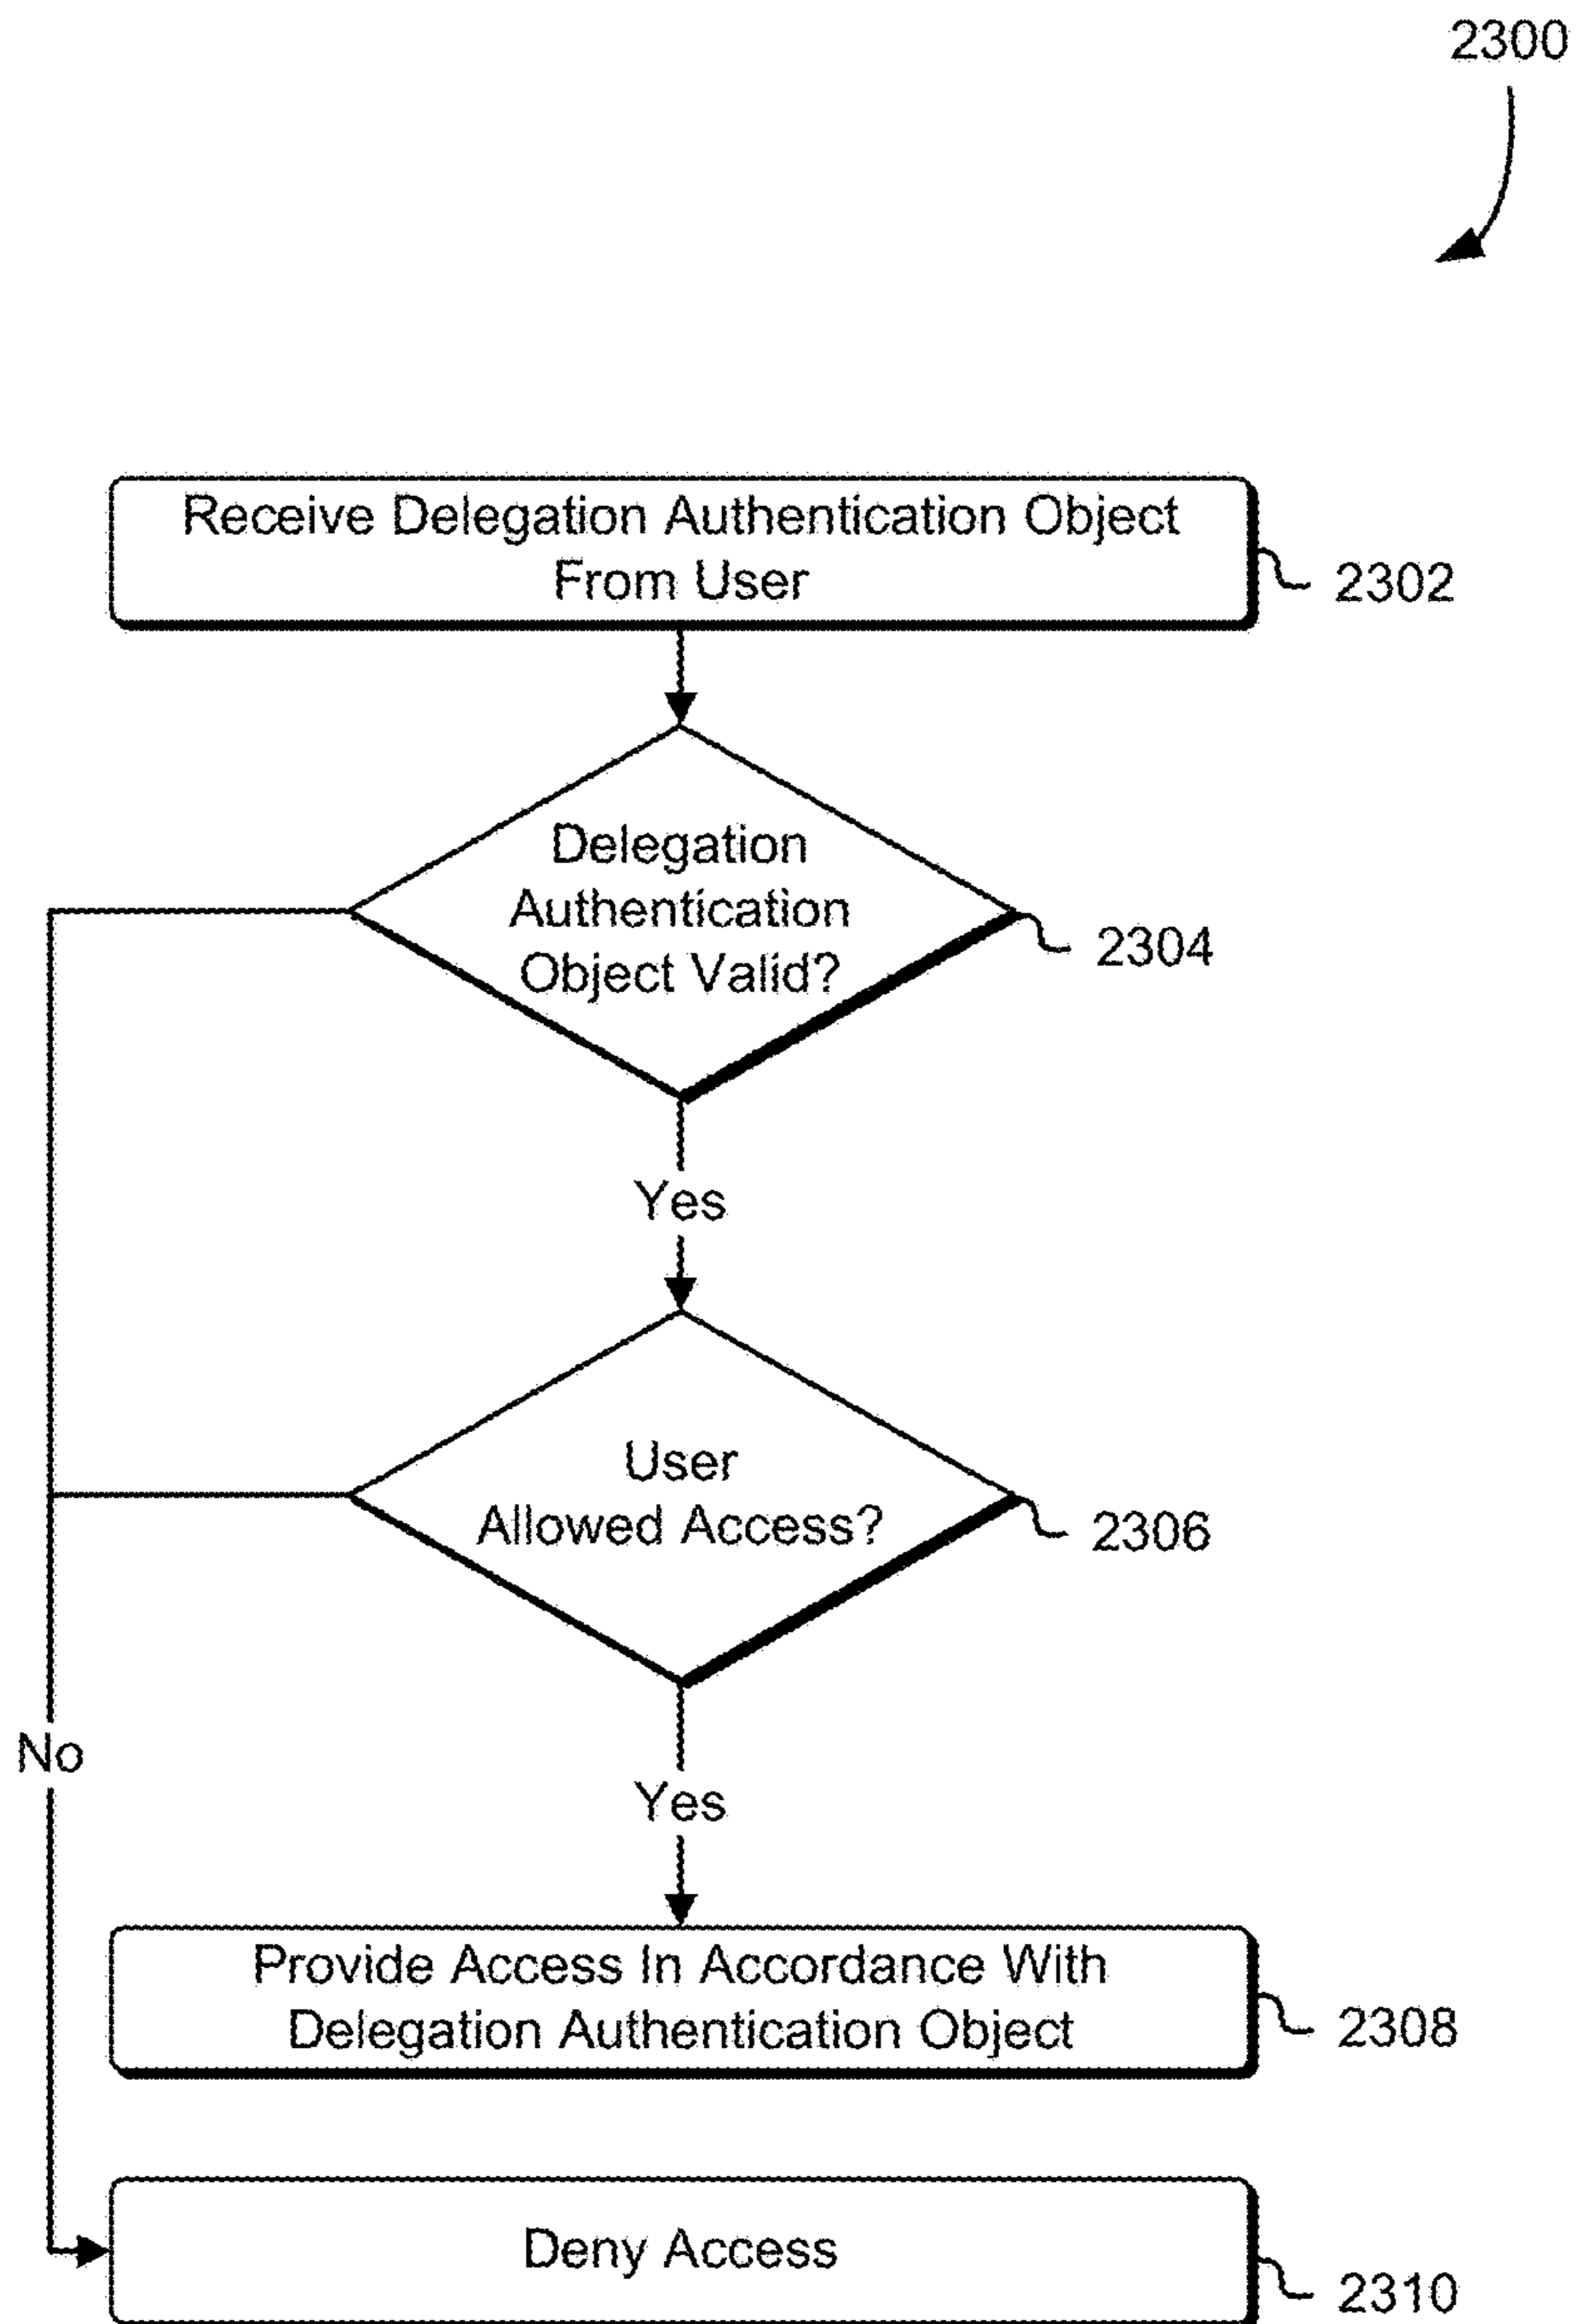 2300
Receive Delegation Authentication Object
From User
2302
Delegation
Authentication
Object Valid?
2304
Yes
User
Allowed Access?
2306
No
Yes
Provide Access In Accordance With
Delegation Authentication Object
2308
Deny Access
2310